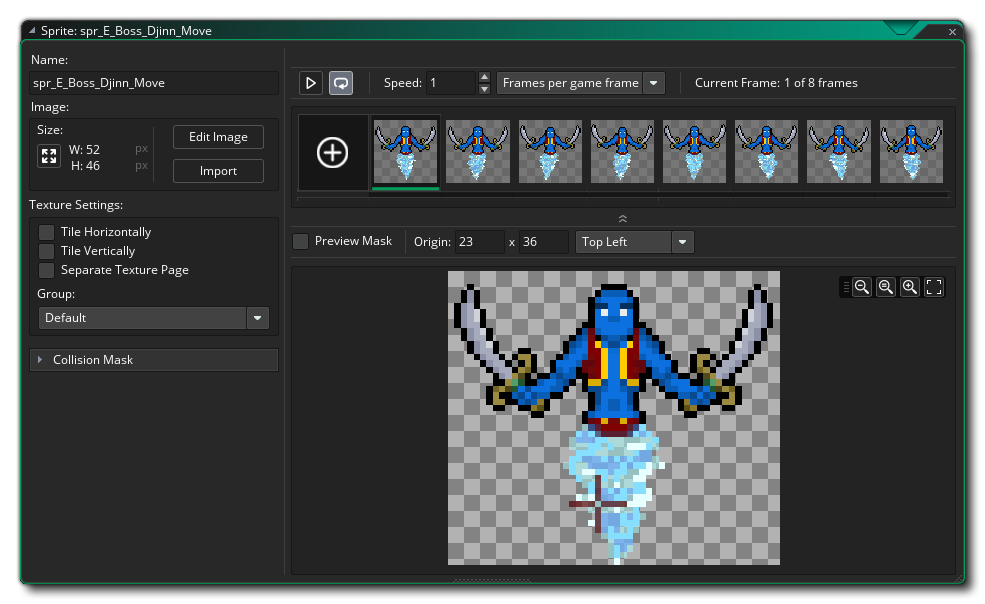 Sprite: spr_E_Boss_Djinn_Move
Name:
spr_E_Boss_Djinn_Move
Image:
Size:
W: 52 px
H: 46 px
Edit Image
Import
Texture Settings:
Tile Horizontally
Tile Vertically
Separate Texture Page
Group:
Default
Collision Mask
Speed: 1 Frames per game frame Current Frame: 1 of 8 frames
Preview Mask Origin: 23 x 36 Top Left